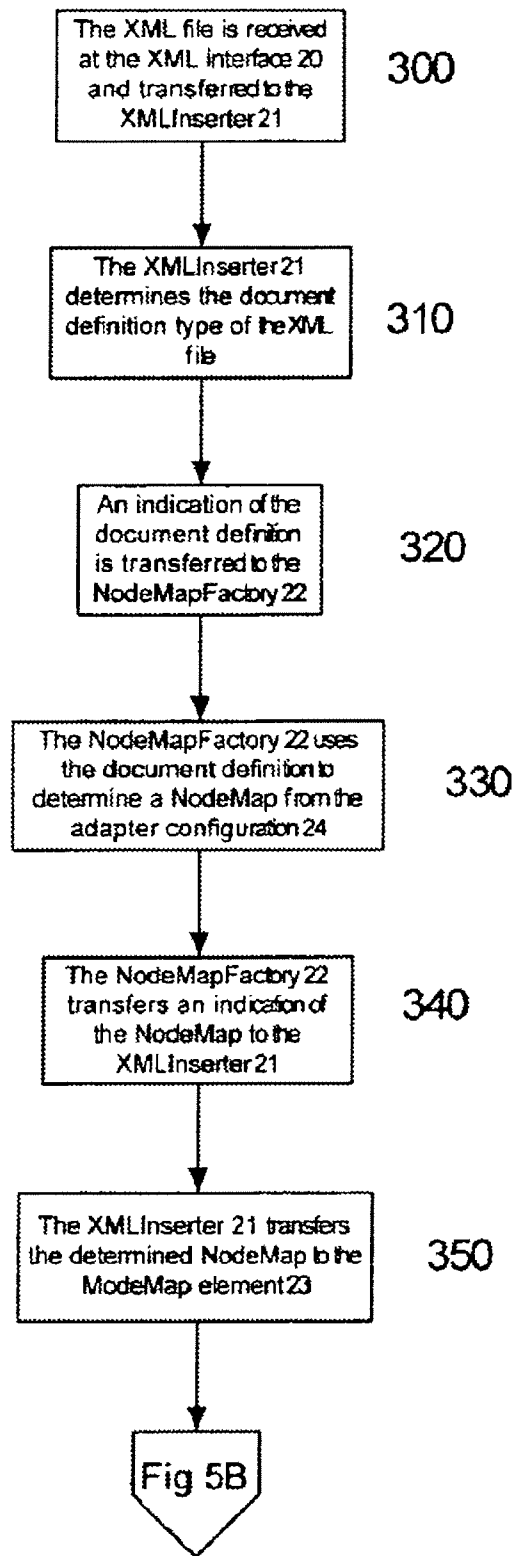 The XML file is received
at the XML interface 20
and transferred to the
XMLInserter 21
300
The XMLInserter 21
determines the document
definition type of the XML
file
310
An indication of the
document definition
is transferred to the
NodeMapFactory 22
320
The NodeMapFactory 22 uses
the document definition to
determine a NodeMap from the
adapter configuration 24
330
The NodeMapFactory 22
transfers an indication of
the NodeMap to the
XMLInserter 21
340
The XMLInserter 21 transfers
the determined NodeMap to the
ModeMap element 23
350
Fig 5B